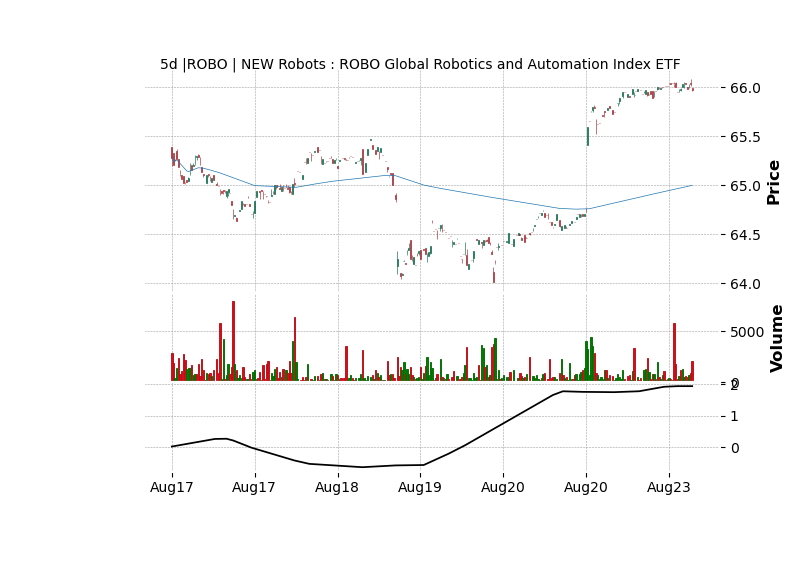 5d |ROBO | NEW Robots : ROBO Global Robotics and Automation Index ETF
66.0
65.5
65.0
64.5
64.0
Price
5000
0
Volume
2
1
0
Aug17 Aug17 Aug18 Aug19 Aug20 Aug20 Aug23